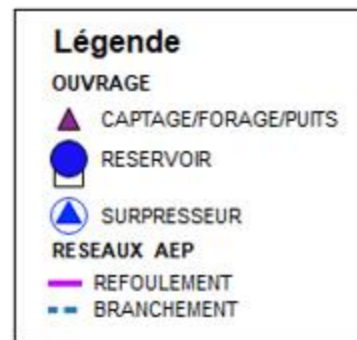 Légende
OUVRAGE
CAPTAGE/FORAGE/PUITS
RESERVOIR
SURPRESSEUR
RESEAUX AEP
REFOULEMENT
BRANCHEMENT